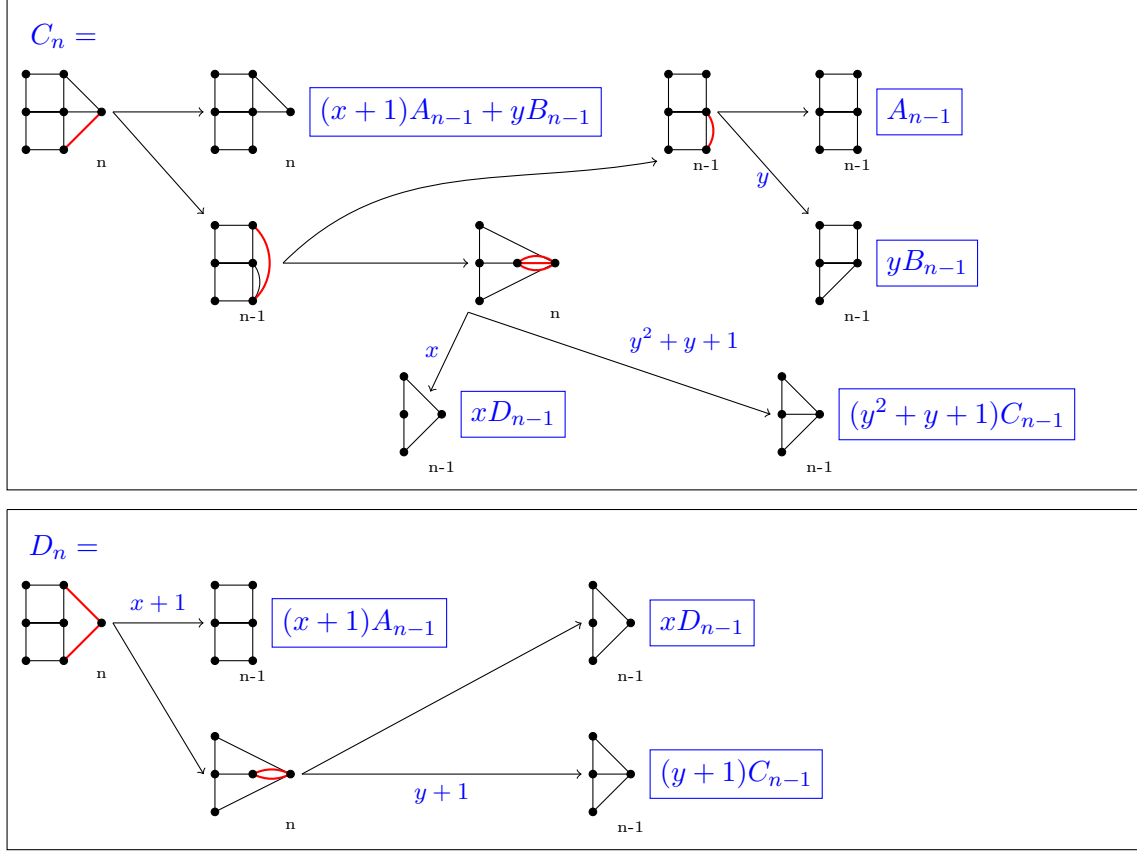 $C_n =$
$(x+1)A_{n-1} + yB_{n-1}$
$A_{n-1}$
n
n
n-1
n-1
$y$
$yB_{n-1}$
n-1
n
n-1
$x$
$y^2 + y + 1$
$xD_{n-1}$
$(y^2 + y + 1)C_{n-1}$
n-1
n-1
$D_n =$
$x + 1$
$(x+1)A_{n-1}$
$xD_{n-1}$
n
n-1
n-1
$(y+1)C_{n-1}$
$y + 1$
n
n-1